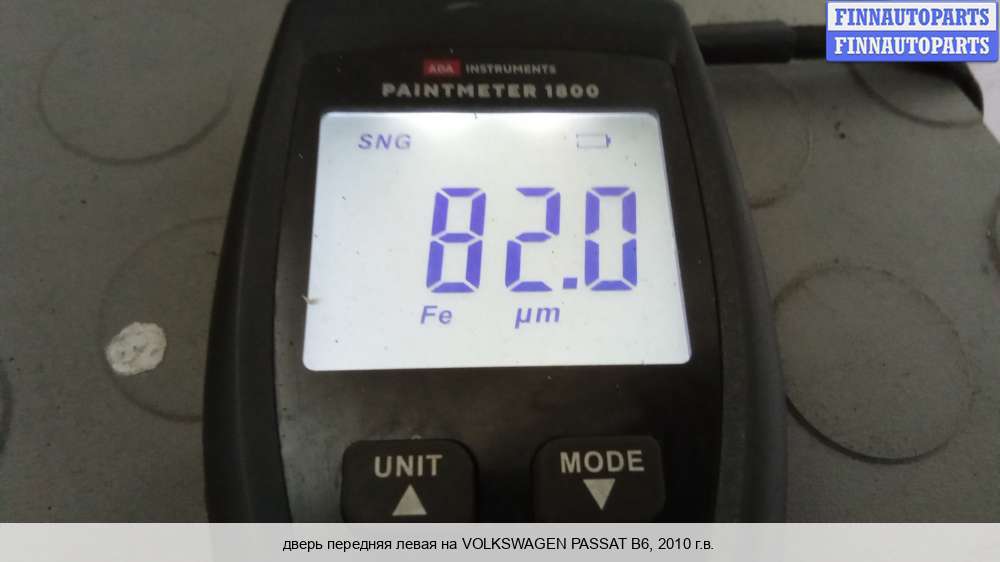 FINNAUTOPARTS
FINNAUTOPARTS
ADA INSTRUMENTS
PAINTMETER 1800
SNG
82.0
Fe µm
UNIT MODE
дверь передняя левая на VOLKSWAGEN PASSAT B6, 2010 г.в.